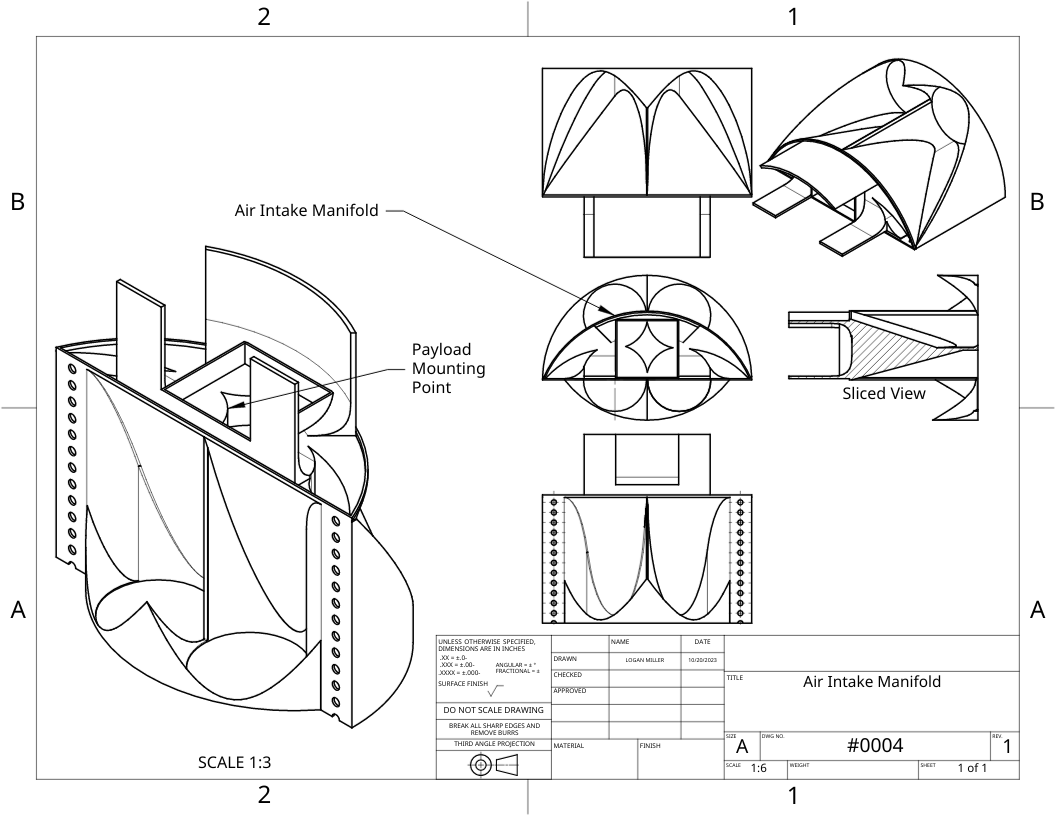 2
1
B
B
Air Intake Manifold
Payload
Mounting
Point
Sliced View
A
A
SCALE 1:3
UNLESS OTHERWISE SPECIFIED,
DIMENSIONS ARE IN INCHES
.XX = ±.0-
.XXX = ±.00-
.XXXX = ±.000-
ANGULAR = ± °
FRACTIONAL = ±
SURFACE FINISH
DO NOT SCALE DRAWING
BREAK ALL SHARP EDGES AND
REMOVE BURRS
THIRD ANGLE PROJECTION
NAME
DATE
DRAWN
LOGAN MILLER
10/20/2023
CHECKED
APPROVED
MATERIAL
FINISH
TITLE
Air Intake Manifold
SIZE
A
DWG NO.
#0004
REV.
1
SCALE
1:6
WEIGHT
SHEET
1 of 1
2
1